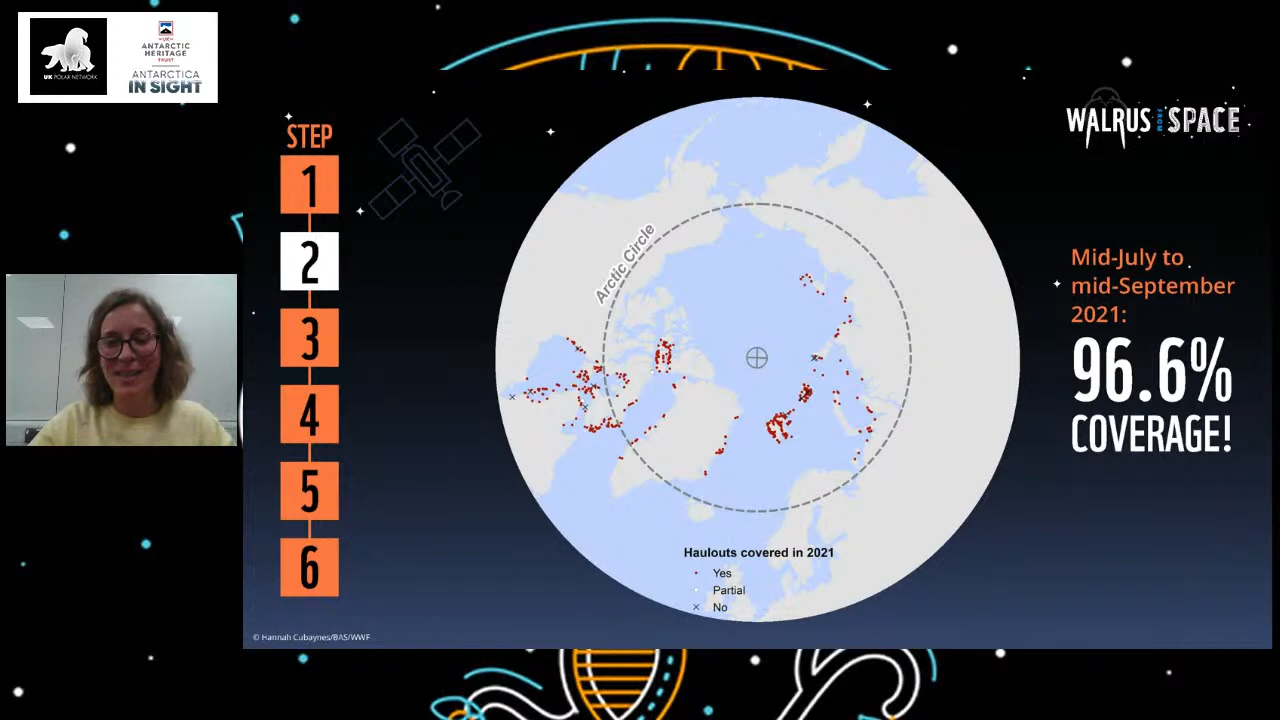 UK POLAR NETWORK
UK
ANTARCTIC
HERITAGE
TRUST
ANTARCTICA
IN SIGHT
WALRUS FROM SPACE
STEP
1
2
3
4
5
6
Arctic Circle
Mid-July to
mid-September
2021:
96.6%
COVERAGE!
Haulouts covered in 2021
Yes
Partial
No
© Hannah Cubaynes/BAS/WWF